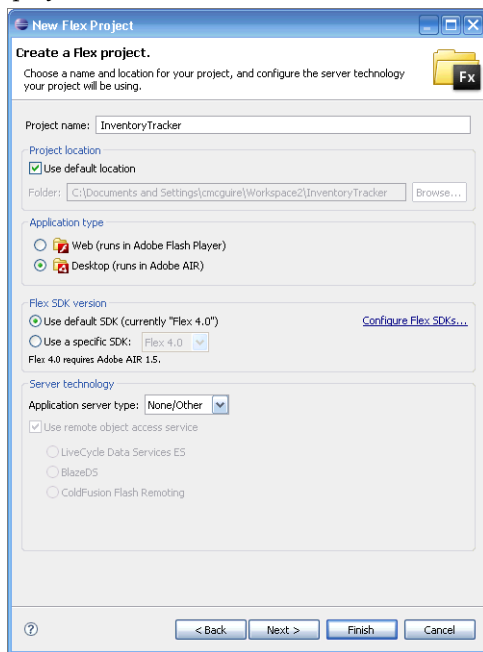 New Flex Project
Create a Flex project.
Choose a name and location for your project, and configure the server technology
your project will be using.
Fx
Project name: InventoryTracker
Project location
Use default location
Folder: C:\Documents and Settings\cmcguire\Workspace2\InventoryTracker Browse...
Application type
Web (runs in Adobe Flash Player)
Desktop (runs in Adobe AIR)
Flex SDK version
Use default SDK (currently "Flex 4.0") Configure Flex SDKs...
Use a specific SDK: Flex 4.0
Flex 4.0 requires Adobe AIR 1.5.
Server technology
Application server type: None/Other
Use remote object access service
LiveCycle Data Services ES
BlazeDS
ColdFusion Flash Remoting
? < Back Next > Finish Cancel